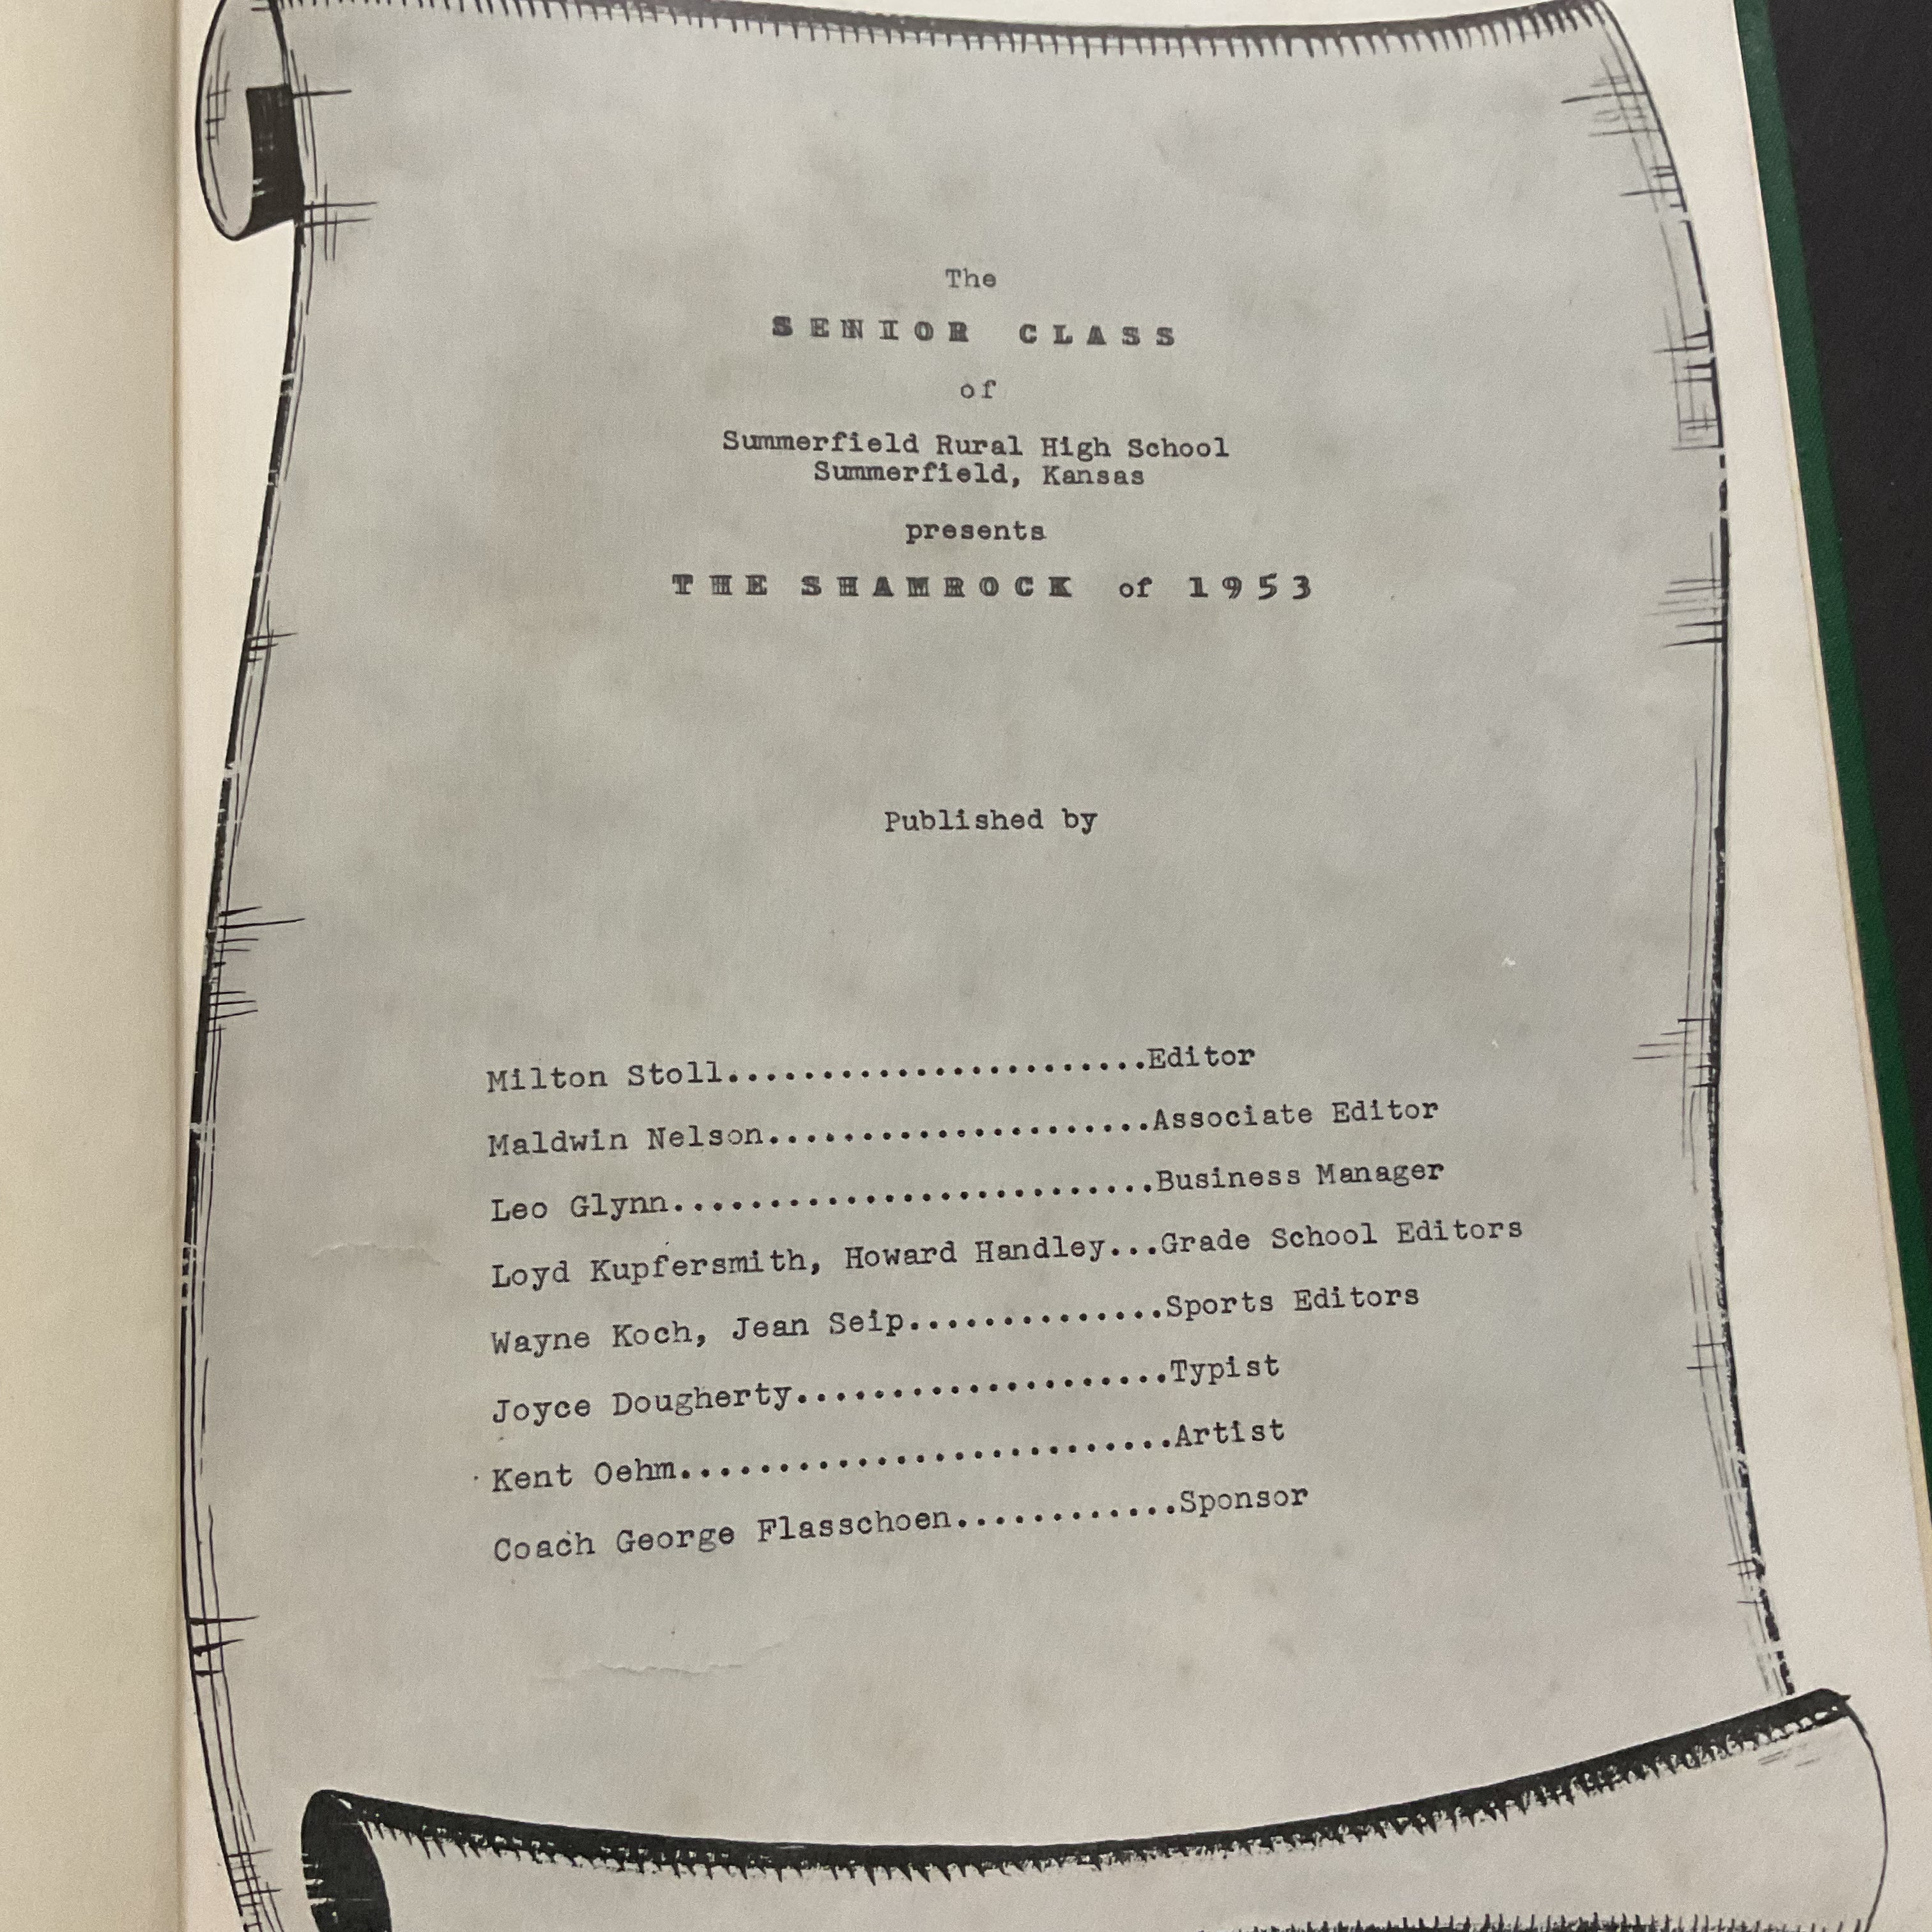 The
SENIOR CLASS
of
Summerfield Rural High School
Summerfield, Kansas
presents
THE SHAMROCK of 1953
Published by
Milton Stoll.......................Editor
Maldwin Nelson.....................Associate Editor
Leo Glynn..........................Business Manager
Loyd Kupfersmith, Howard Handley...Grade School Editors
Wayne Koch, Jean Seip..............Sports Editors
Joyce Dougherty....................Typist
Kent Oehm..........................Artist
Coach George Flasschoen............Sponsor